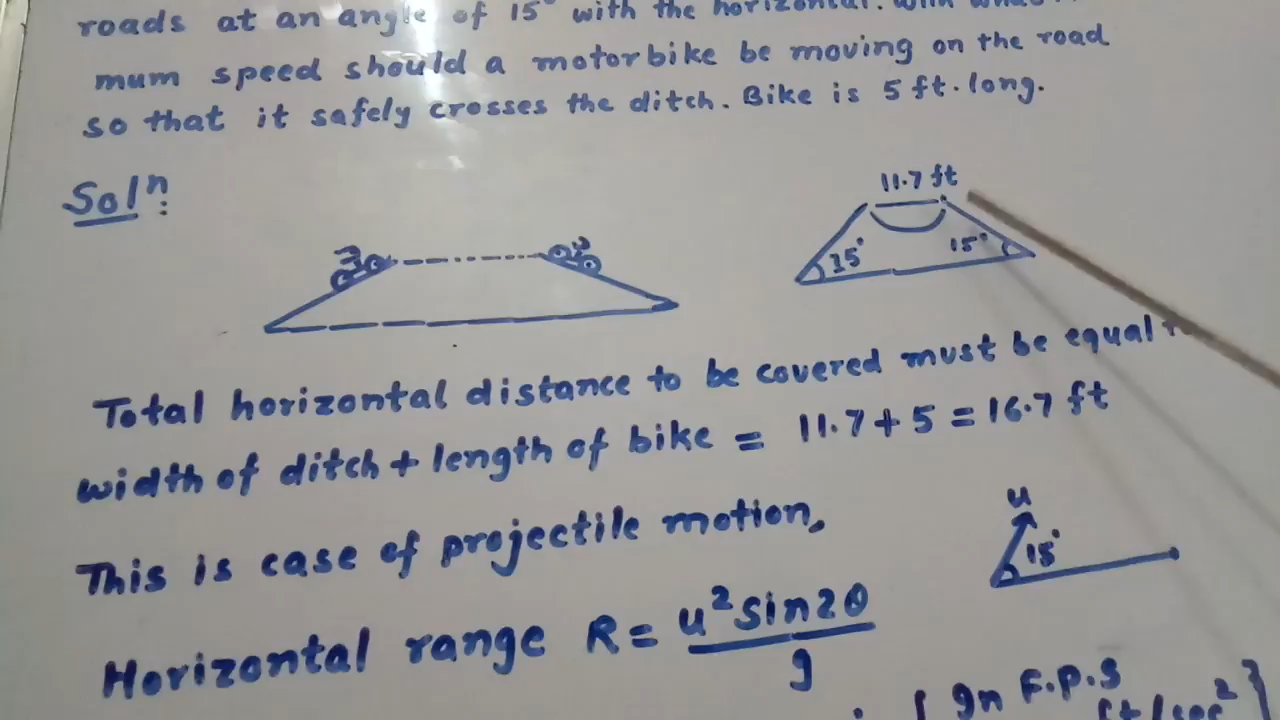 roads at an angle of 15° with the horizontal. With
mum speed should a motorbike be moving on the road
so that it safely crosses the ditch. Bike is 5 ft. long.
Solⁿ:
11.7 ft
15°
15°
Total horizontal distance to be covered must be equal
width of ditch + length of bike = 11.7 + 5 = 16.7 ft
This is case of projectile motion,
u
15°
Horizontal range R = u² sin 2θ / g
[ In F.P.S
ft/sec² }